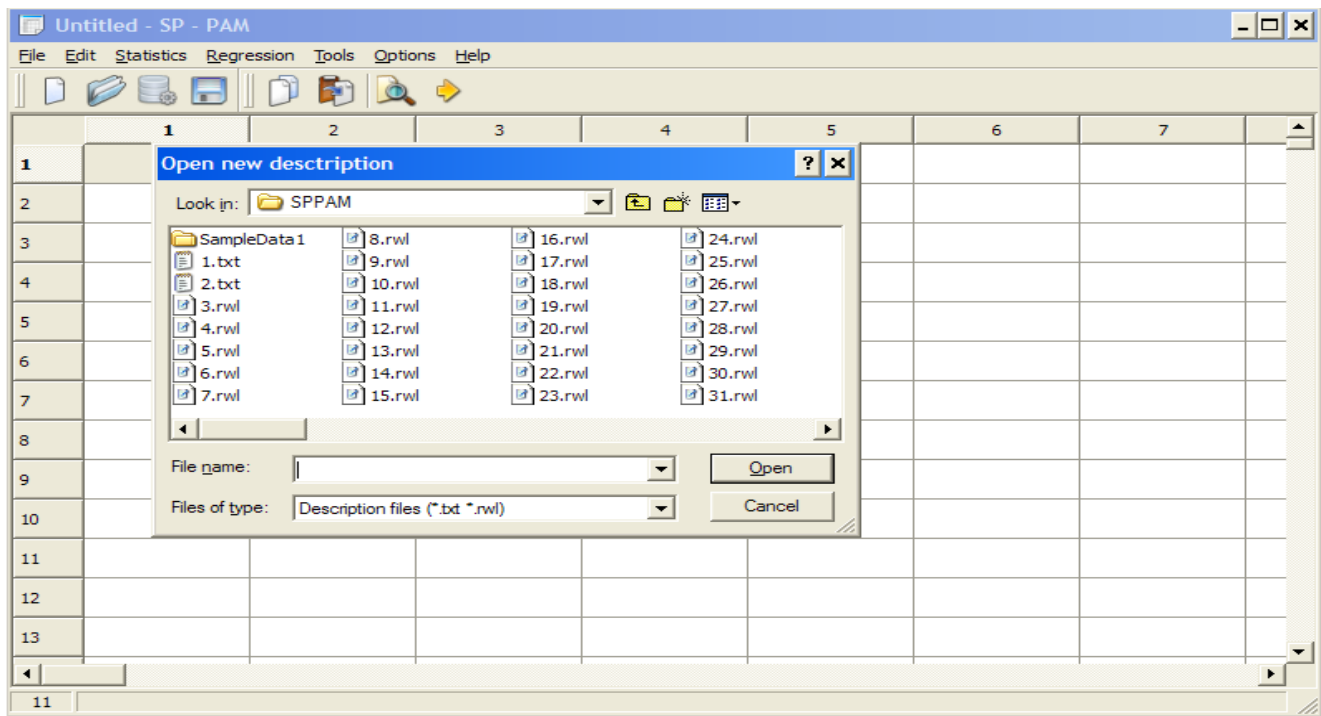 Untitled - SP - PAM
File Edit Statistics Regression Tools Options Help
1 2 3 4 5 6 7
1
2
3
4
5
6
7
8
9
10
11
12
13
Open new desctription
Look in: SPPAM
SampleData1 8.rwl 16.rwl 24.rwl
1.txt 9.rwl 17.rwl 25.rwl
2.txt 10.rwl 18.rwl 26.rwl
3.rwl 11.rwl 19.rwl 27.rwl
4.rwl 12.rwl 20.rwl 28.rwl
5.rwl 13.rwl 21.rwl 29.rwl
6.rwl 14.rwl 22.rwl 30.rwl
7.rwl 15.rwl 23.rwl 31.rwl
File name: Open
Files of type: Description files (*.txt *.rwl) Cancel
11